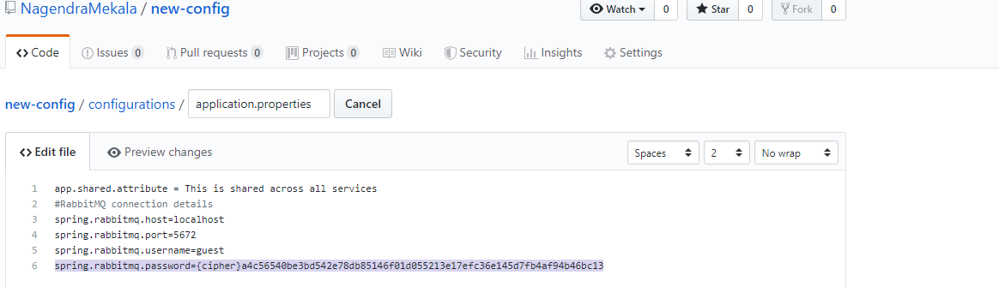 NagendraMekala / new-config
Watch 0 Star 0 Fork 0
Code Issues 0 Pull requests 0 Projects 0 Wiki Security Insights Settings
new-config / configurations / application.properties Cancel
Edit file Preview changes Spaces 2 No wrap
1 app.shared.attribute = This is shared across all services
2 #RabbitMQ connection details
3 spring.rabbitmq.host=localhost
4 spring.rabbitmq.port=5672
5 spring.rabbitmq.username=guest
6 spring.rabbitmq.password={cipher}a4c56540be3bd542e78db85146f01d055213e17efc36e145d7fb4af94b46bc13